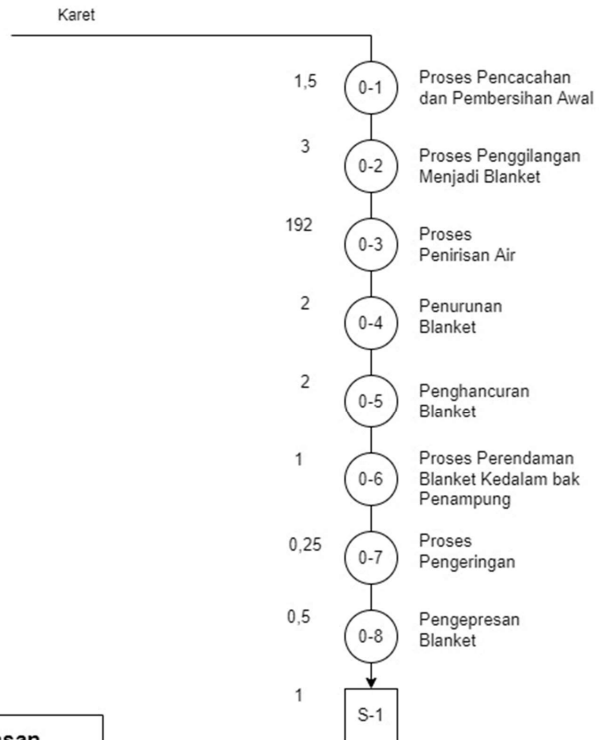 Karet
1,5
0-1
Proses Pencacahan
dan Pembersihan Awal
3
0-2
Proses Penggilangan
Menjadi Blanket
192
0-3
Proses
Penirisan Air
2
0-4
Penurunan
Blanket
2
0-5
Penghancuran
Blanket
1
0-6
Proses Perendaman
Blanket Kedalam bak
Penampung
0,25
0-7
Proses
Pengeringan
0,5
0-8
Pengepresan
Blanket
1
S-1